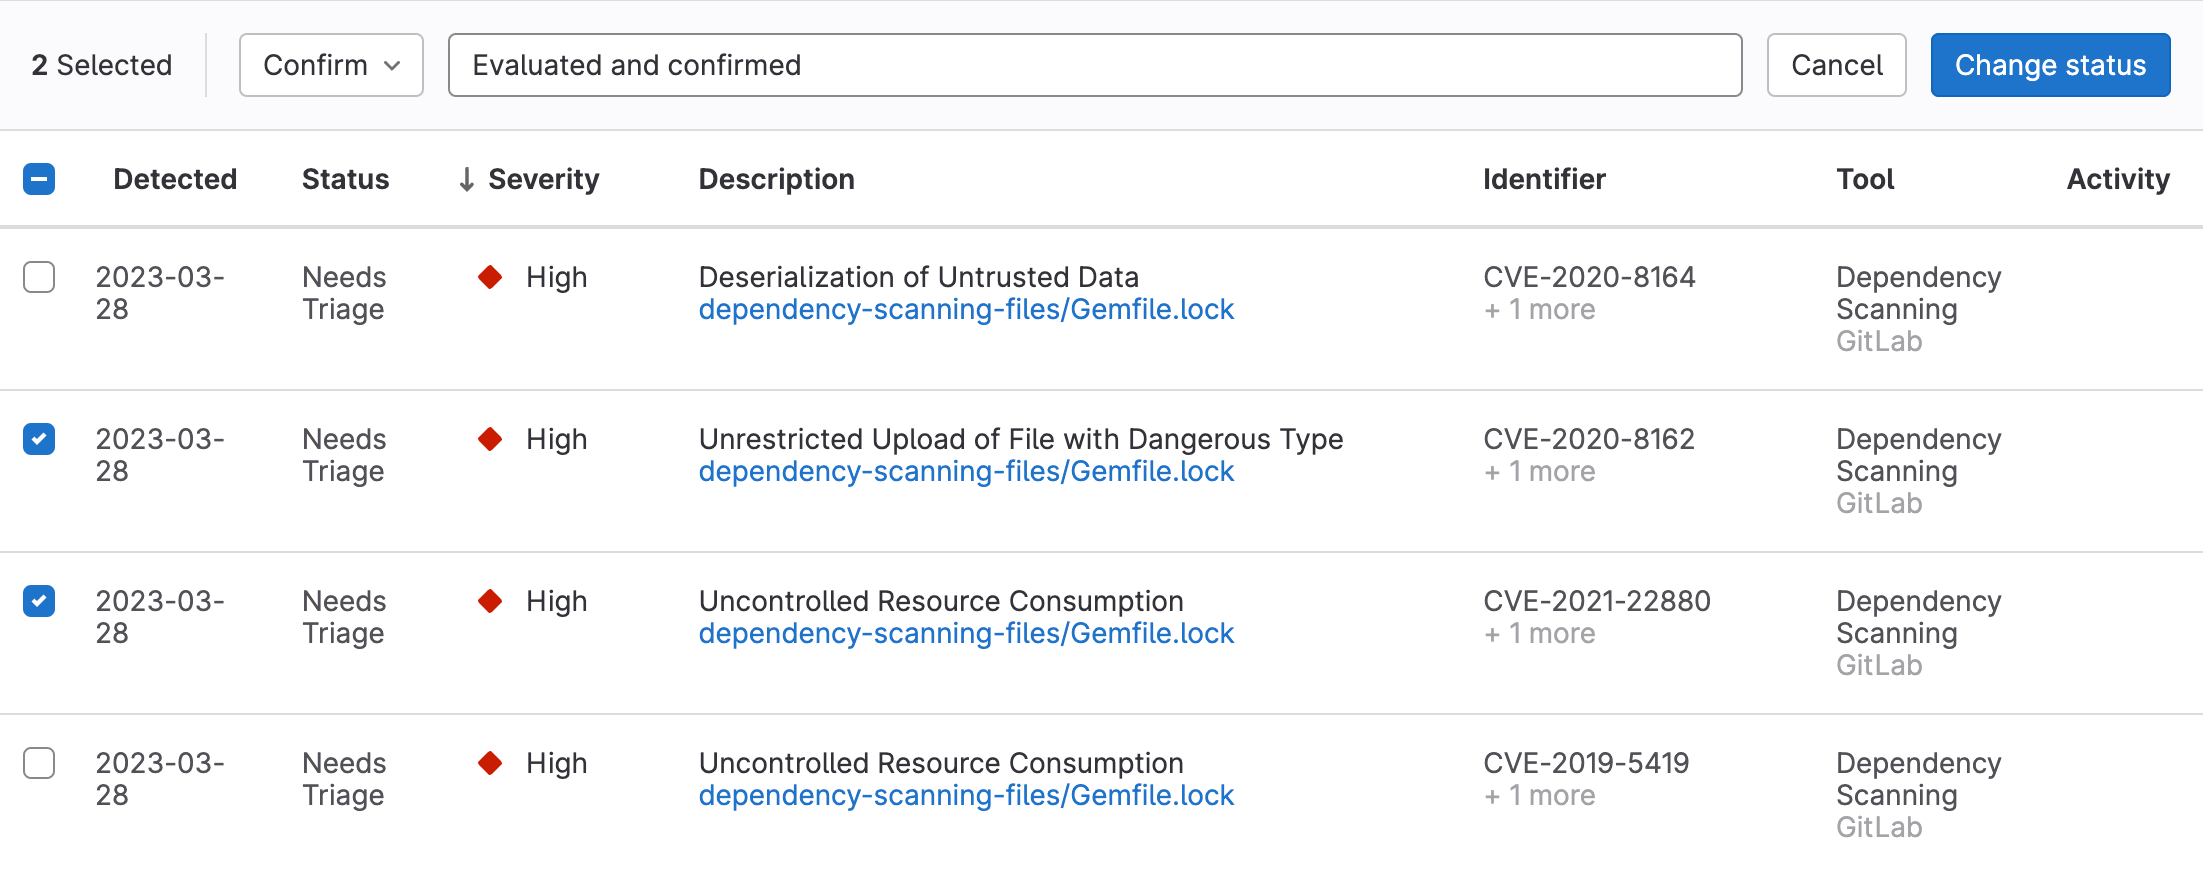 2 Selected Confirm Evaluated and confirmed Cancel Change status
Detected Status Severity Description Identifier Tool Activity
2023-03- Needs High Deserialization of Untrusted Data CVE-2020-8164 Dependency
28 Triage dependency-scanning-files/Gemfile.lock + 1 more Scanning
GitLab
2023-03- Needs High Unrestricted Upload of File with Dangerous Type CVE-2020-8162 Dependency
28 Triage dependency-scanning-files/Gemfile.lock + 1 more Scanning
GitLab
2023-03- Needs High Uncontrolled Resource Consumption CVE-2021-22880 Dependency
28 Triage dependency-scanning-files/Gemfile.lock + 1 more Scanning
GitLab
2023-03- Needs High Uncontrolled Resource Consumption CVE-2019-5419 Dependency
28 Triage dependency-scanning-files/Gemfile.lock + 1 more Scanning
GitLab